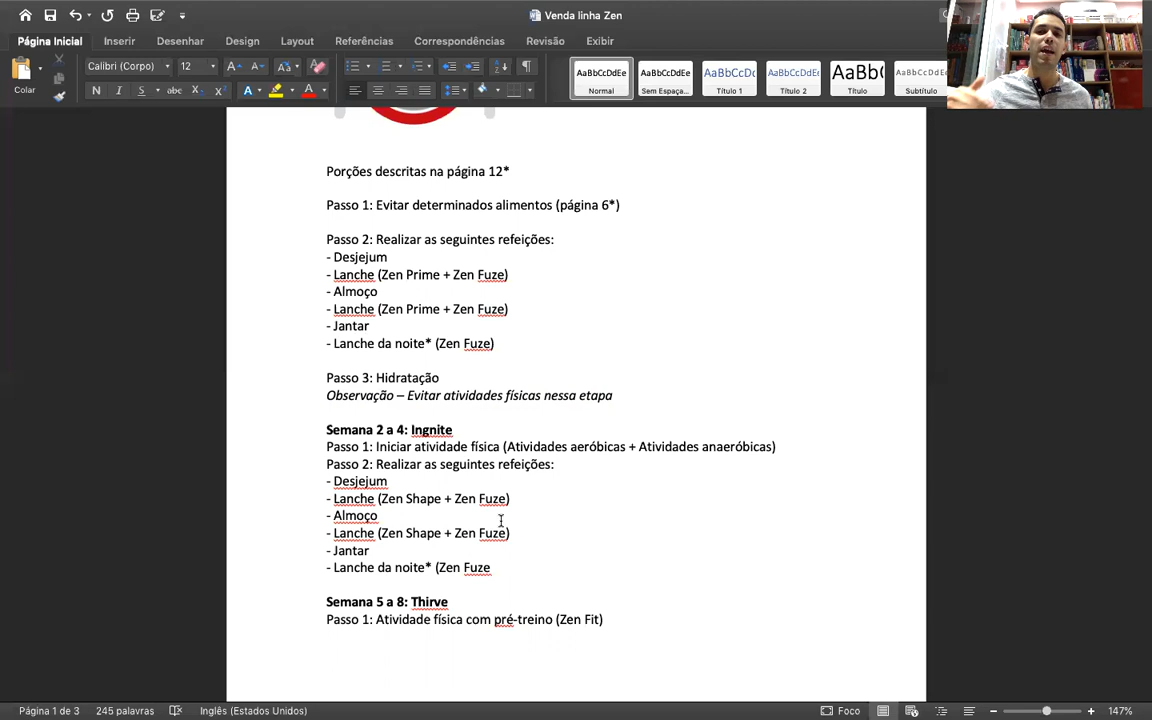 Venda linha Zen
Página Inicial Inserir Desenhar Design Layout Referências Correspondências Revisão Exibir
Colar
Calibri (Corpo) 12
AaBbCcDdEe AaBbCcDdEe AaBbCcDc AaBbCcDdEe AaBb( AaBbCcDdEe
Normal Sem Espaça... Título 1 Título 2 Título Subtítulo
N I S abc X X A A
Porções descritas na página 12*
Passo 1: Evitar determinados alimentos (página 6*)
Passo 2: Realizar as seguintes refeições:
- Desjejum
- Lanche (Zen Prime + Zen Fuze)
- Almoço
- Lanche (Zen Prime + Zen Fuze)
- Jantar
- Lanche da noite* (Zen Fuze)
Passo 3: Hidratação
Observação – Evitar atividades físicas nessa etapa
Semana 2 a 4: Ingnite
Passo 1: Iniciar atividade física (Atividades aeróbicas + Atividades anaeróbicas)
Passo 2: Realizar as seguintes refeições:
- Desjejum
- Lanche (Zen Shape + Zen Fuze)
- Almoço
- Lanche (Zen Shape + Zen Fuze)
- Jantar
- Lanche da noite* (Zen Fuze
Semana 5 a 8: Thirve
Passo 1: Atividade física com pré-treino (Zen Fit)
Página 1 de 3 245 palavras Inglês (Estados Unidos) Foco 147%